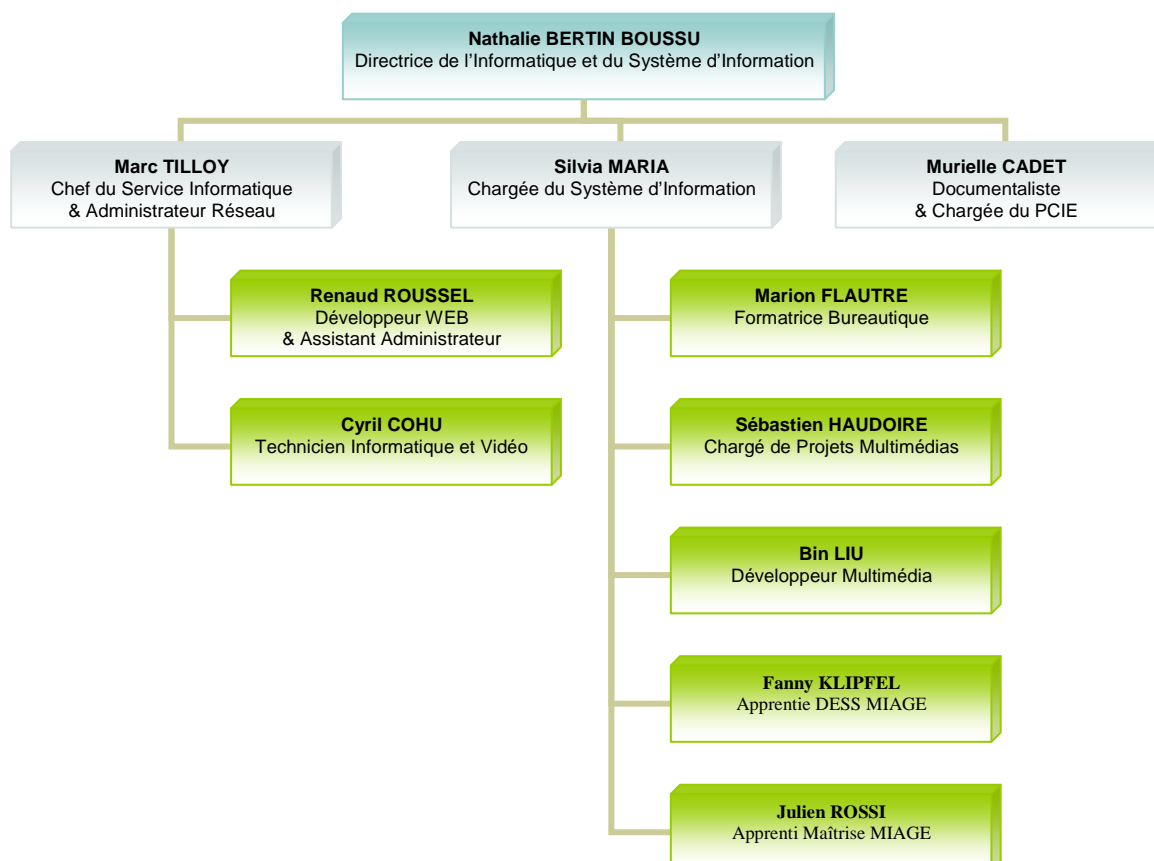 Nathalie BERTIN BOUSSU
Directrice de l'Informatique et du Système d'Information
Marc TILLOY
Chef du Service Informatique
& Administrateur Réseau
Silvia MARIA
Chargée du Système d'Information
Murielle CADET
Documentaliste
& Chargée du PCIE
Renaud ROUSSEL
Développeur WEB
& Assistant Administrateur
Cyril COHU
Technicien Informatique et Vidéo
Marion FLAUTRE
Formatrice Bureautique
Sébastien HAUDOIRE
Chargé de Projets Multimédias
Bin LIU
Développeur Multimédia
Fanny KLIPFEL
Apprentie DESS MIAGE
Julien ROSSI
Apprenti Maîtrise MIAGE